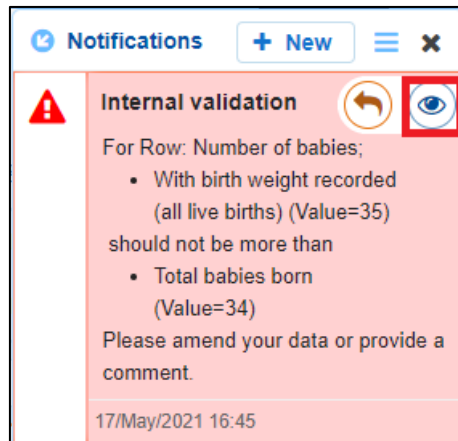 Notifications + New
Internal validation
For Row: Number of babies;
• With birth weight recorded
(all live births) (Value=35)
should not be more than
• Total babies born
(Value=34)
Please amend your data or provide a
comment.
17/May/2021 16:45